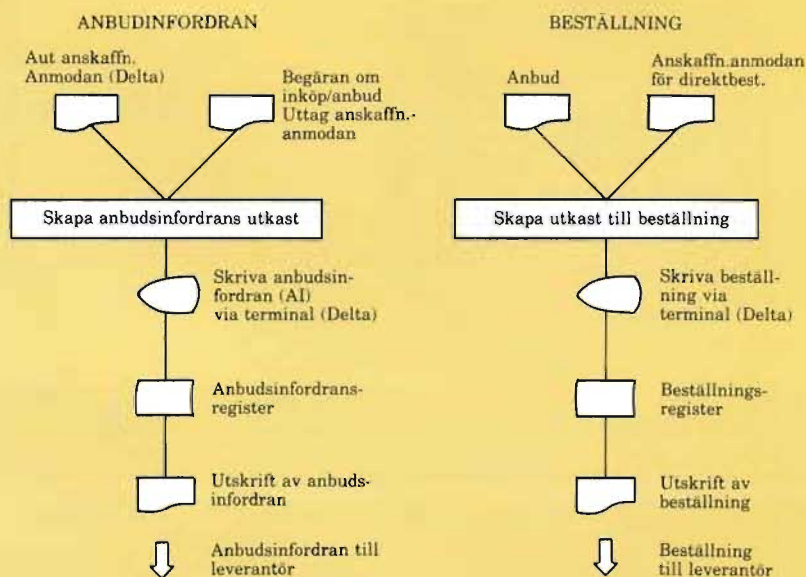 ANBUDINFORDRAN
Aut anskaffn.
Anmodan (Delta)
Begäran om
inköp/anbud
Uttag anskaffn.-
anmodan
Skapa anbudsinfordrans utkast
Skriva anbudsin-
fordran (AI)
via terminal (Delta)
Anbudsinfordrans-
register
Utskrift av anbuds-
infordran
Anbudsinfordran till
leverantör
BESTÄLLNING
Anbud
Anskaffn.anmodan
för direktbest.
Skapa utkast till beställning
Skriva beställ-
ning via
terminal (Delta)
Beställnings-
register
Utskrift av
beställning
Beställning
till leverantör